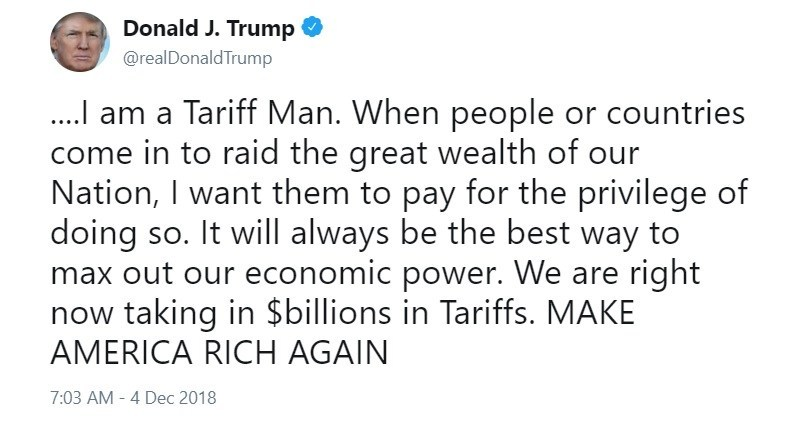 Donald J. Trump
@realDonaldTrump
....I am a Tariff Man. When people or countries
come in to raid the great wealth of our
Nation, I want them to pay for the privilege of
doing so. It will always be the best way to
max out our economic power. We are right
now taking in $billions in Tariffs. MAKE
AMERICA RICH AGAIN
7:03 AM - 4 Dec 2018